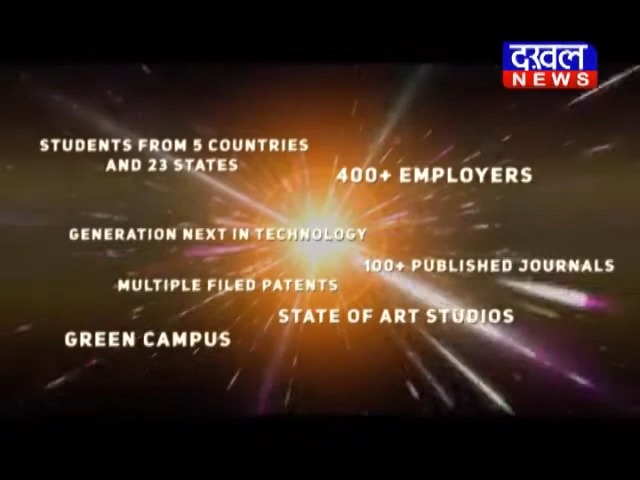 दख़ल
NEWS
STUDENTS FROM 5 COUNTRIES
AND 23 STATES
400+ EMPLOYERS
GENERATION NEXT IN TECHNOLOGY
100+ PUBLISHED JOURNALS
MULTIPLE FILED PATENTS
STATE OF ART STUDIOS
GREEN CAMPUS